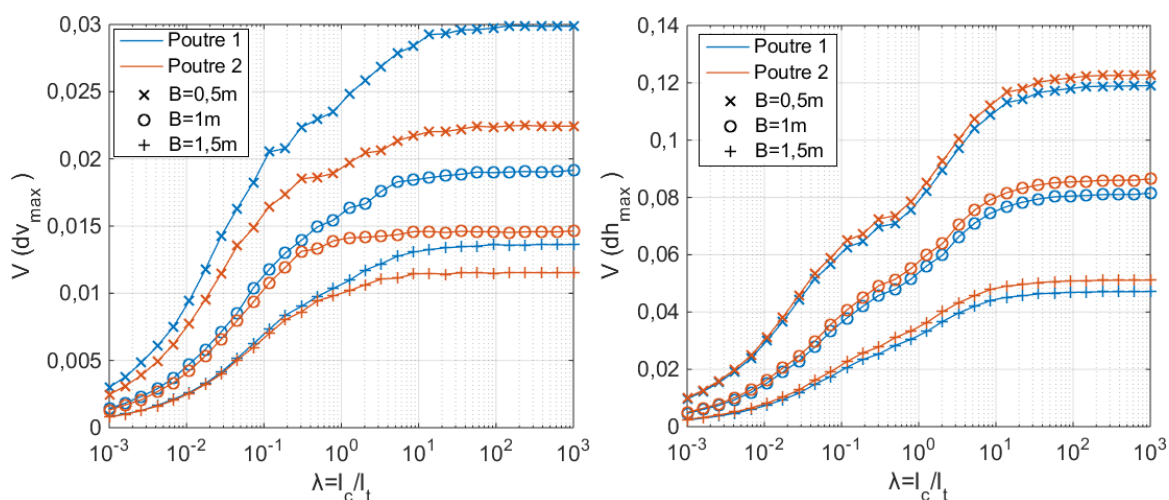 0,03
0,025
0,02
0,015
0,01
0,005
0
V (dv_max)
Poutre 1
Poutre 2
B=0,5m
B=1m
B=1,5m
10^-3
10^-2
10^-1
10^0
10^1
10^2
10^3
λ=l_c/l_t
0,14
0,12
0,1
0,08
0,06
0,04
0,02
0
V (dh_max)
Poutre 1
Poutre 2
B=0,5m
B=1m
B=1,5m
10^-3
10^-2
10^-1
10^0
10^1
10^2
10^3
λ=l_c/l_t